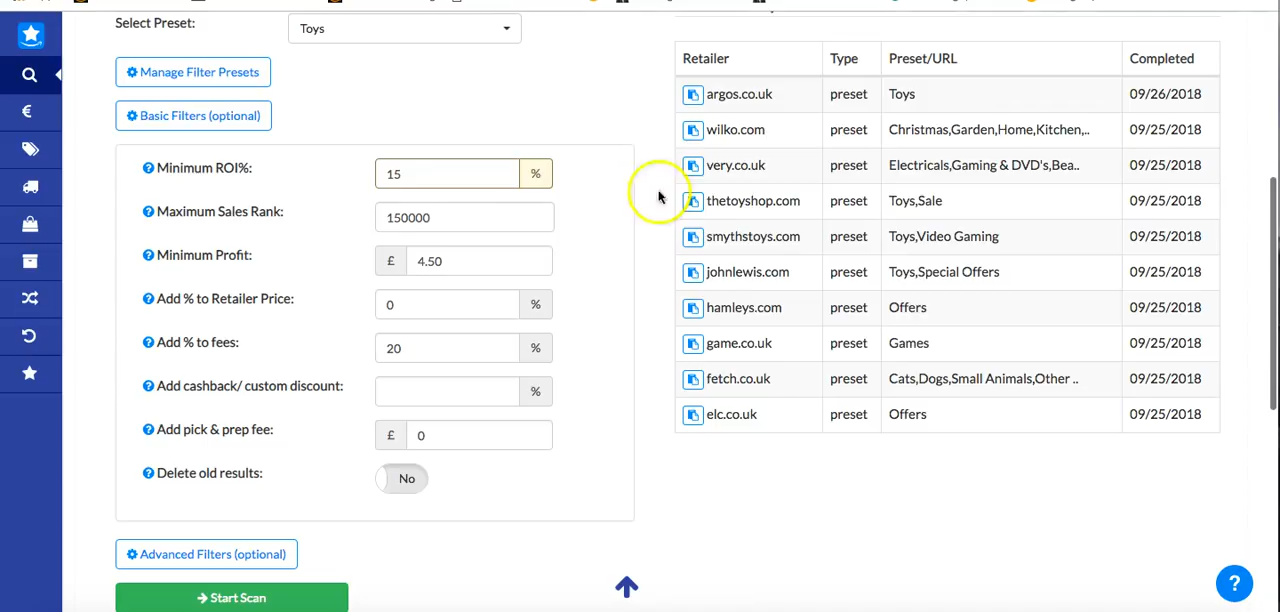 Select Preset:
Toys
Manage Filter Presets
Basic Filters (optional)
Minimum ROI%:
15 %
Maximum Sales Rank:
150000
Minimum Profit:
£ 4.50
Add % to Retailer Price:
0 %
Add % to fees:
20 %
Add cashback/ custom discount:
%
Add pick & prep fee:
£ 0
Delete old results:
No
Advanced Filters (optional)
Start Scan
Retailer Type Preset/URL Completed
argos.co.uk preset Toys 09/26/2018
wilko.com preset Christmas,Garden,Home,Kitchen,.. 09/25/2018
very.co.uk preset Electricals,Gaming & DVD's,Bea.. 09/25/2018
thetoyshop.com preset Toys,Sale 09/25/2018
smythstoys.com preset Toys,Video Gaming 09/25/2018
johnlewis.com preset Toys,Special Offers 09/25/2018
hamleys.com preset Offers 09/25/2018
game.co.uk preset Games 09/25/2018
fetch.co.uk preset Cats,Dogs,Small Animals,Other .. 09/25/2018
elc.co.uk preset Offers 09/25/2018
?